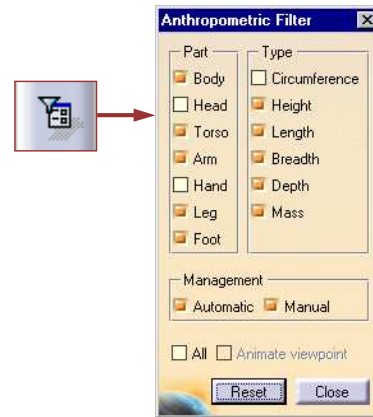 Anthropometric Filter
Part
Type
Body
Circumference
Head
Height
Torso
Length
Arm
Breadth
Hand
Depth
Leg
Mass
Foot
Management
Automatic
Manual
All
Animate viewpoint
Reset
Close